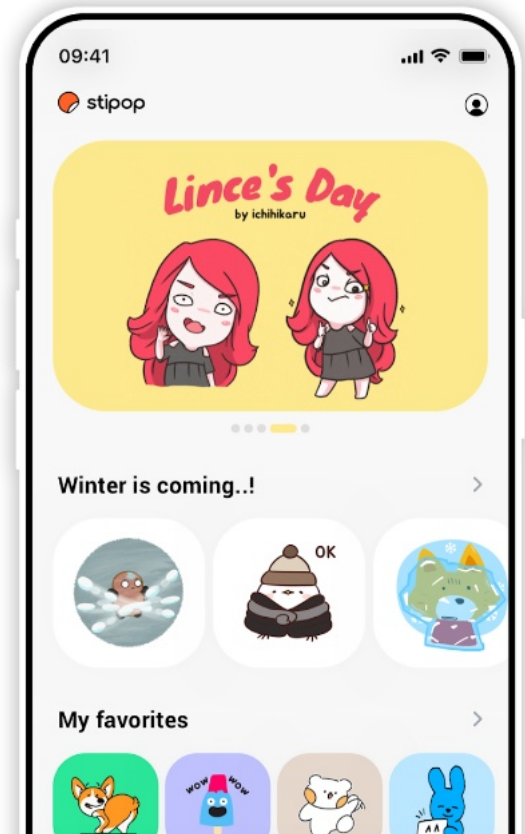 09:41
stipop
Lince's Day
by ichihikaru
Winter is coming..!
OK
My favorites
WOW WOW